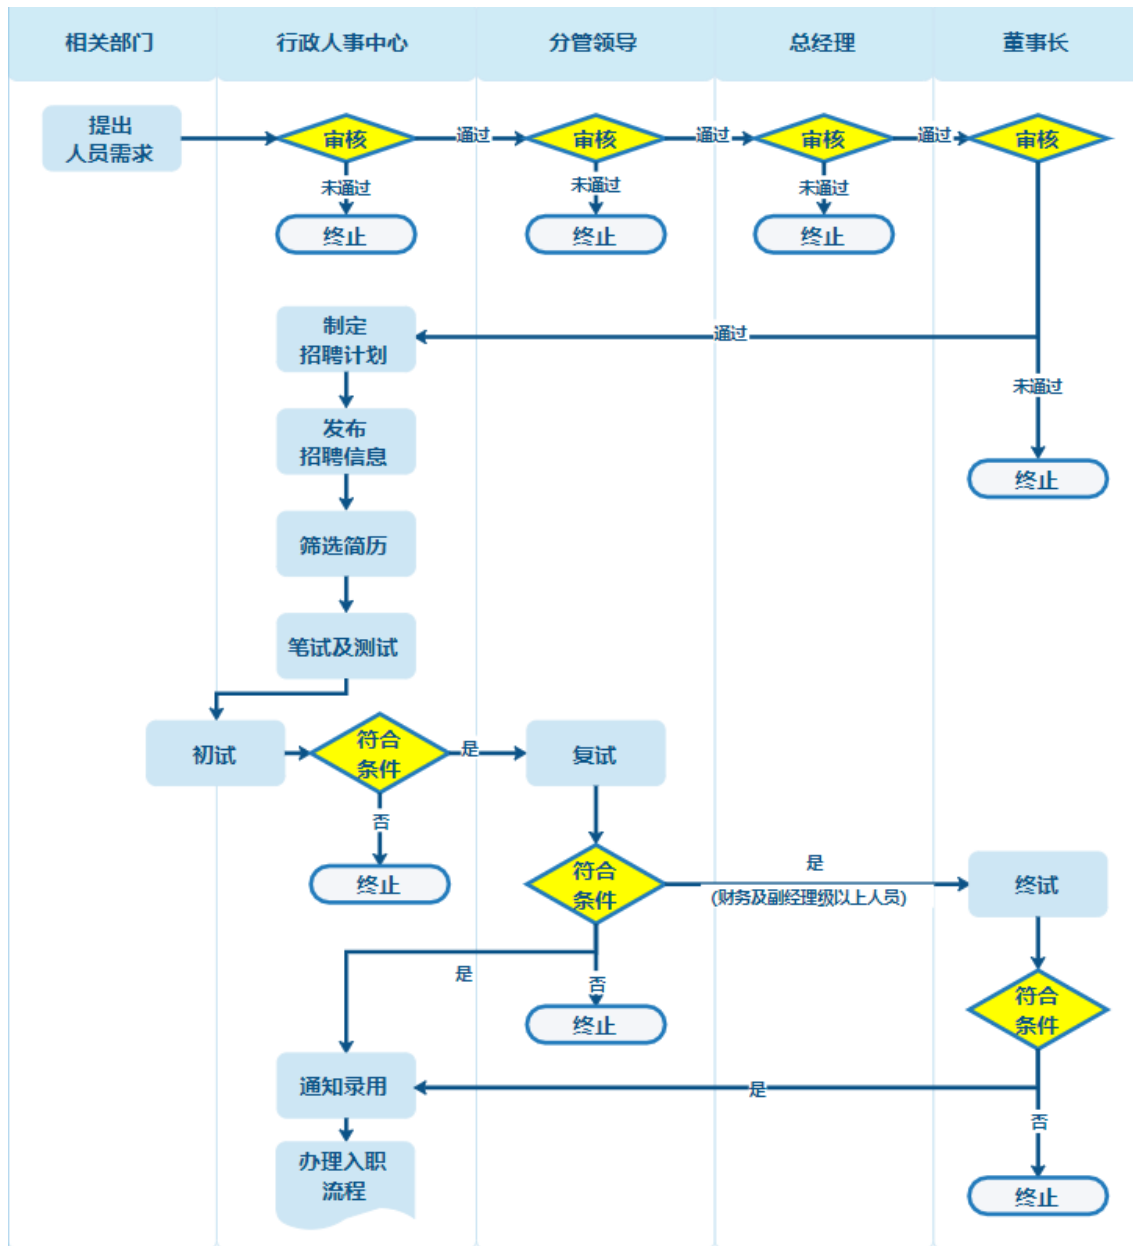 相关部门
行政人事中心
分管领导
总经理
董事长
提出
人员需求
审核
通过
审核
通过
审核
通过
审核
未通过
未通过
未通过
终止
终止
终止
制定
招聘计划
通过
未通过
发布
招聘信息
终止
筛选简历
笔试及测试
初试
符合
条件
是
复试
否
终止
符合
条件
是
(财务及副经理级以上人员)
终试
是
否
终止
符合
条件
通知录用
是
否
办理入职
流程
终止